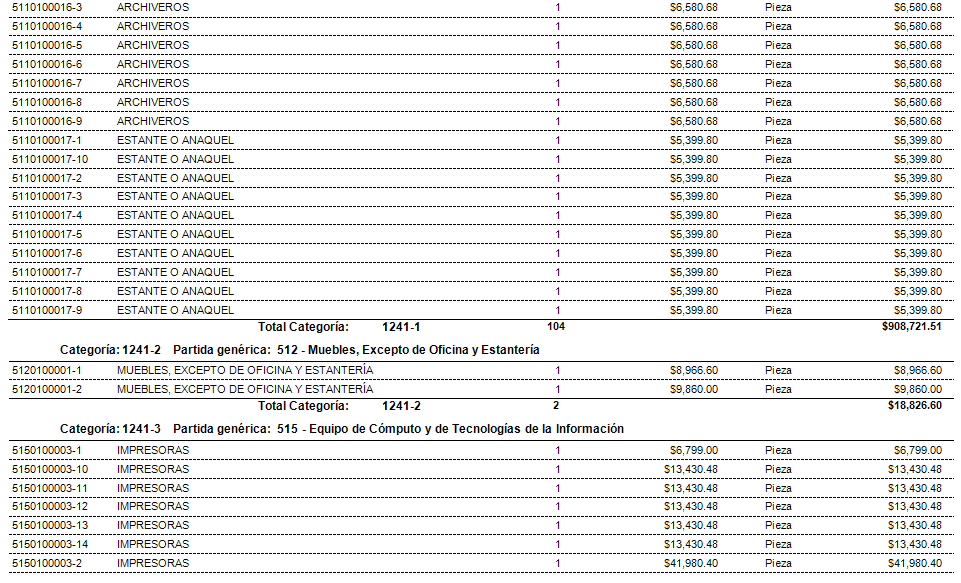 5110100016-3 ARCHIVEROS 1 $6,580.68 Pieza $6,580.68
5110100016-4 ARCHIVEROS 1 $6,580.68 Pieza $6,580.68
5110100016-5 ARCHIVEROS 1 $6,580.68 Pieza $6,580.68
5110100016-6 ARCHIVEROS 1 $6,580.68 Pieza $6,580.68
5110100016-7 ARCHIVEROS 1 $6,580.68 Pieza $6,580.68
5110100016-8 ARCHIVEROS 1 $6,580.68 Pieza $6,580.68
5110100016-9 ARCHIVEROS 1 $6,580.68 Pieza $6,580.68
5110100017-1 ESTANTE O ANAQUEL 1 $5,399.80 Pieza $5,399.80
5110100017-10 ESTANTE O ANAQUEL 1 $5,399.80 Pieza $5,399.80
5110100017-2 ESTANTE O ANAQUEL 1 $5,399.80 Pieza $5,399.80
5110100017-3 ESTANTE O ANAQUEL 1 $5,399.80 Pieza $5,399.80
5110100017-4 ESTANTE O ANAQUEL 1 $5,399.80 Pieza $5,399.80
5110100017-5 ESTANTE O ANAQUEL 1 $5,399.80 Pieza $5,399.80
5110100017-6 ESTANTE O ANAQUEL 1 $5,399.80 Pieza $5,399.80
5110100017-7 ESTANTE O ANAQUEL 1 $5,399.80 Pieza $5,399.80
5110100017-8 ESTANTE O ANAQUEL 1 $5,399.80 Pieza $5,399.80
5110100017-9 ESTANTE O ANAQUEL 1 $5,399.80 Pieza $5,399.80
Total Categoría: 1241-1 104 $908,721.51
Categoría: 1241-2 Partida genérica: 512 - Muebles, Excepto de Oficina y Estantería
5120100001-1 MUEBLES, EXCEPTO DE OFICINA Y ESTANTERÍA 1 $8,966.60 Pieza $8,966.60
5120100001-2 MUEBLES, EXCEPTO DE OFICINA Y ESTANTERÍA 1 $9,860.00 Pieza $9,860.00
Total Categoría: 1241-2 2 $18,826.60
Categoría: 1241-3 Partida genérica: 515 - Equipo de Cómputo y de Tecnologías de la Información
5150100003-1 IMPRESORAS 1 $6,799.00 Pieza $6,799.00
5150100003-10 IMPRESORAS 1 $13,430.48 Pieza $13,430.48
5150100003-11 IMPRESORAS 1 $13,430.48 Pieza $13,430.48
5150100003-12 IMPRESORAS 1 $13,430.48 Pieza $13,430.48
5150100003-13 IMPRESORAS 1 $13,430.48 Pieza $13,430.48
5150100003-14 IMPRESORAS 1 $13,430.48 Pieza $13,430.48
5150100003-2 IMPRESORAS 1 $41,980.40 Pieza $41,980.40